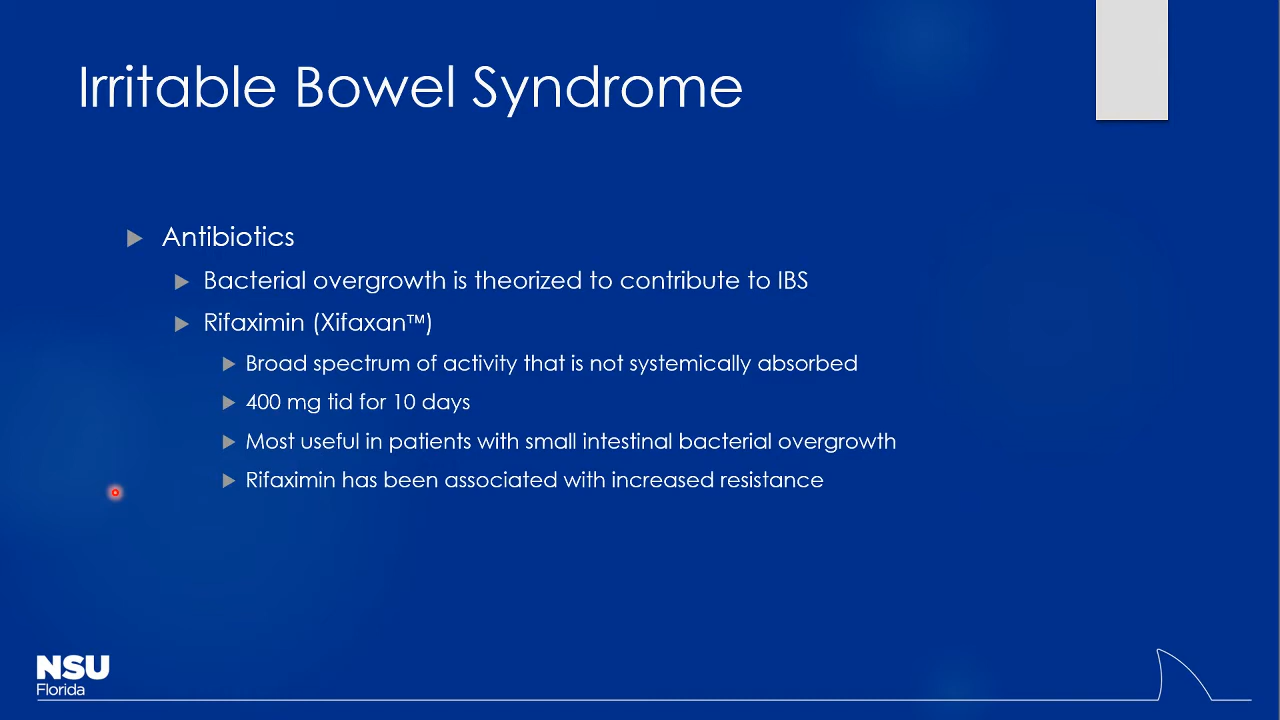 Irritable Bowel Syndrome
Antibiotics
Bacterial overgrowth is theorized to contribute to IBS
Rifaximin (Xifaxan™)
Broad spectrum of activity that is not systemically absorbed
400 mg tid for 10 days
Most useful in patients with small intestinal bacterial overgrowth
Rifaximin has been associated with increased resistance
NSU
Florida